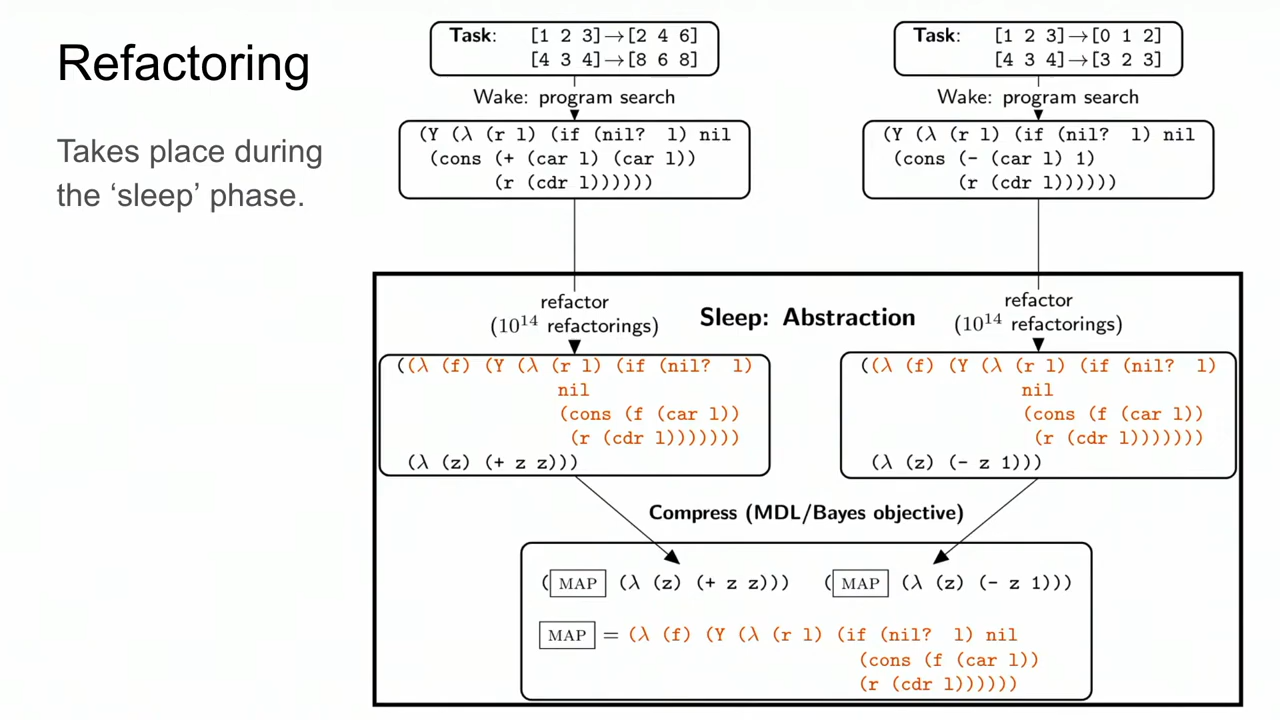 Refactoring
Takes place during
the ‘sleep’ phase.
Task: [1 2 3]→[2 4 6]
[4 3 4]→[8 6 8]
Wake: program search
(Y (λ (r l) (if (nil? l) nil
(cons (+ (car l) (car l))
(r (cdr l))))))
Task: [1 2 3]→[0 1 2]
[4 3 4]→[3 2 3]
Wake: program search
(Y (λ (r l) (if (nil? l) nil
(cons (- (car l) 1)
(r (cdr l))))))
Sleep: Abstraction
refactor
(10¹⁴ refactorings)
((λ (f) (Y (λ (r l) (if (nil? l)
nil
(cons (f (car l))
(r (cdr l)))))))
(λ (z) (+ z z)))
refactor
(10¹⁴ refactorings)
((λ (f) (Y (λ (r l) (if (nil? l)
nil
(cons (f (car l))
(r (cdr l)))))))
(λ (z) (- z 1)))
Compress (MDL/Bayes objective)
(MAP (λ (z) (+ z z))) (MAP (λ (z) (- z 1)))
MAP = (λ (f) (Y (λ (r l) (if (nil? l) nil
(cons (f (car l))
(r (cdr l))))))